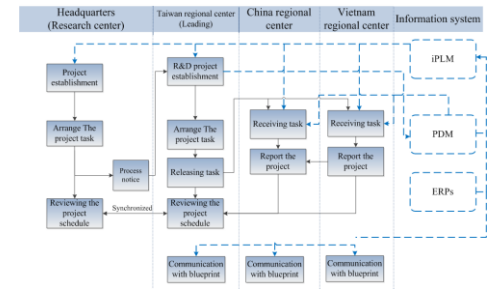 Headquarters
(Research center)
Taiwan regional center
(Leading)
China regional
center
Vietnam
regional center
Information system
iPLM
Project
establishment
R&D project
establishment
Receiving task
Receiving task
PDM
Arrange The
project task
Arrange The
project task
Process
notice
Releasing task
Report the
project
Report the
project
ERPs
Reviewing the
project
schedule
Synchronized
Reviewing the
project
schedule
Communication
with blueprint
Communication
with blueprint
Communication
with blueprint